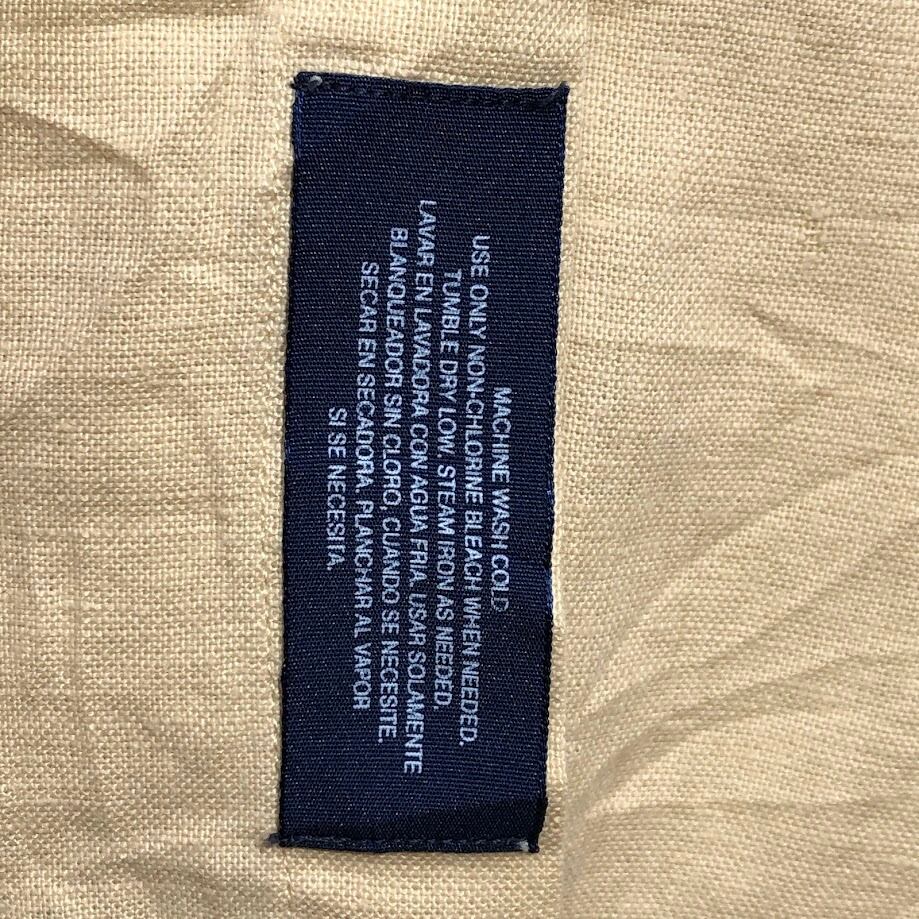 MACHINE WASH COLD
USE ONLY NON-CHLORINE BLEACH WHEN NEEDED.
TUMBLE DRY LOW. STEAM IRON AS NEEDED.
LAVAR EN LAVADORA CON AGUA FRIA. USAR SOLAMENTE
BLANQUEADOR SIN CLORO, CUANDO SE NECESITE.
SECAR EN SECADORA. PLANCHAR AL VAPOR
SI SE NECESITA.